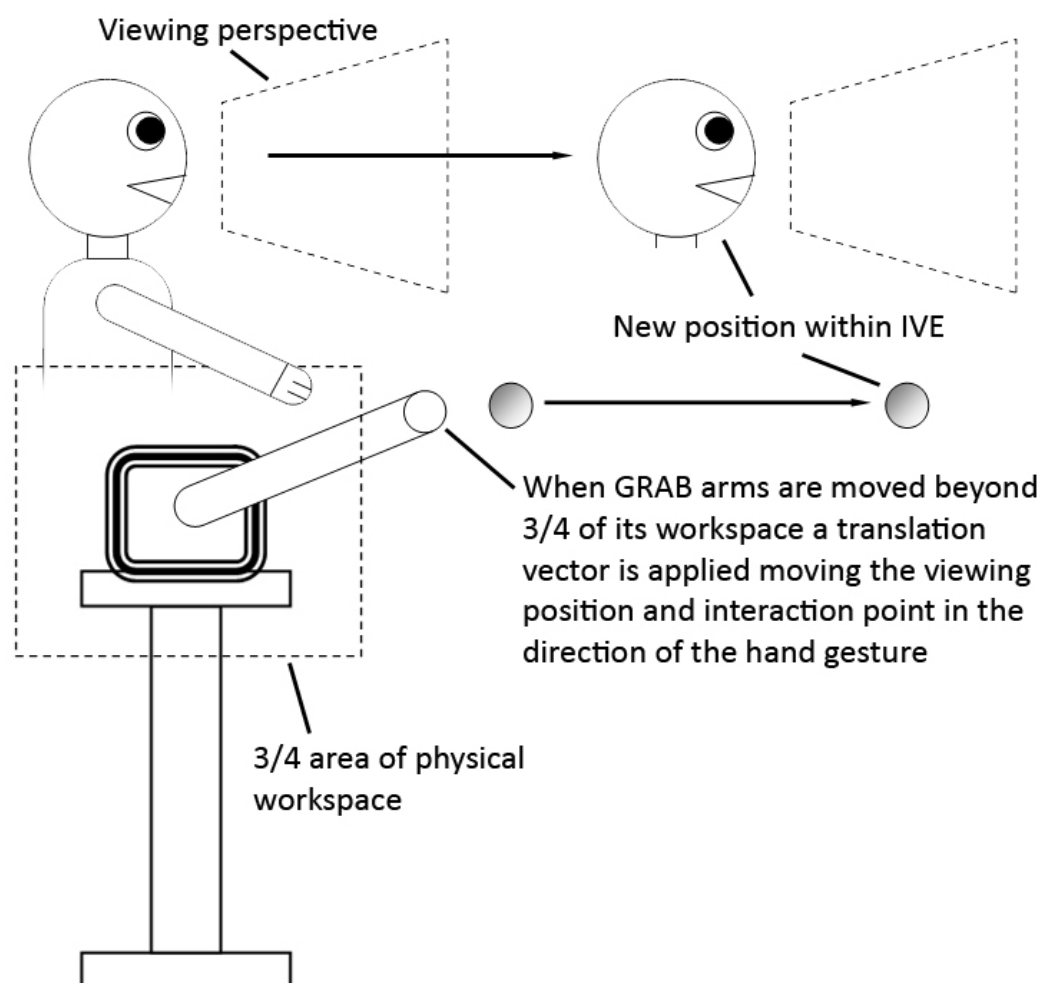 Viewing perspective
New position within IVE
When GRAB arms are moved beyond
3/4 of its workspace a translation
vector is applied moving the viewing
position and interaction point in the
direction of the hand gesture
3/4 area of physical
workspace